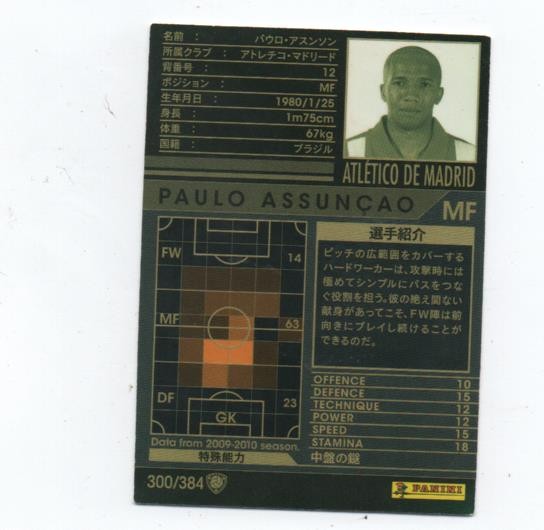 名前 : パウロ・アスンソン
所属クラブ : アトレチコ・マドリード
背番号 : 12
ポジション : MF
生年月日 : 1980/1/25
身長 : 1m75cm
体重 : 67kg
国籍 : ブラジル
ATLÉTICO DE MADRID
PAULO ASSUNÇAO
MF
FW 14
MF 63
DF 23
GK
Data from 2009-2010 season.
選手紹介
ピッチの広範囲をカバーする
ハードワーカーは、攻撃時には
極めてシンプルにパスをつな
ぐ役割を担う。彼の絶え間ない
献身があってこそ、FW陣は前
向きにプレイし続けることが
できるのだ。
OFFENCE 10
DEFENCE 15
TECHNIQUE 12
POWER 12
SPEED 15
STAMINA 18
特殊能力 中盤の鎹
300/384
PANINI